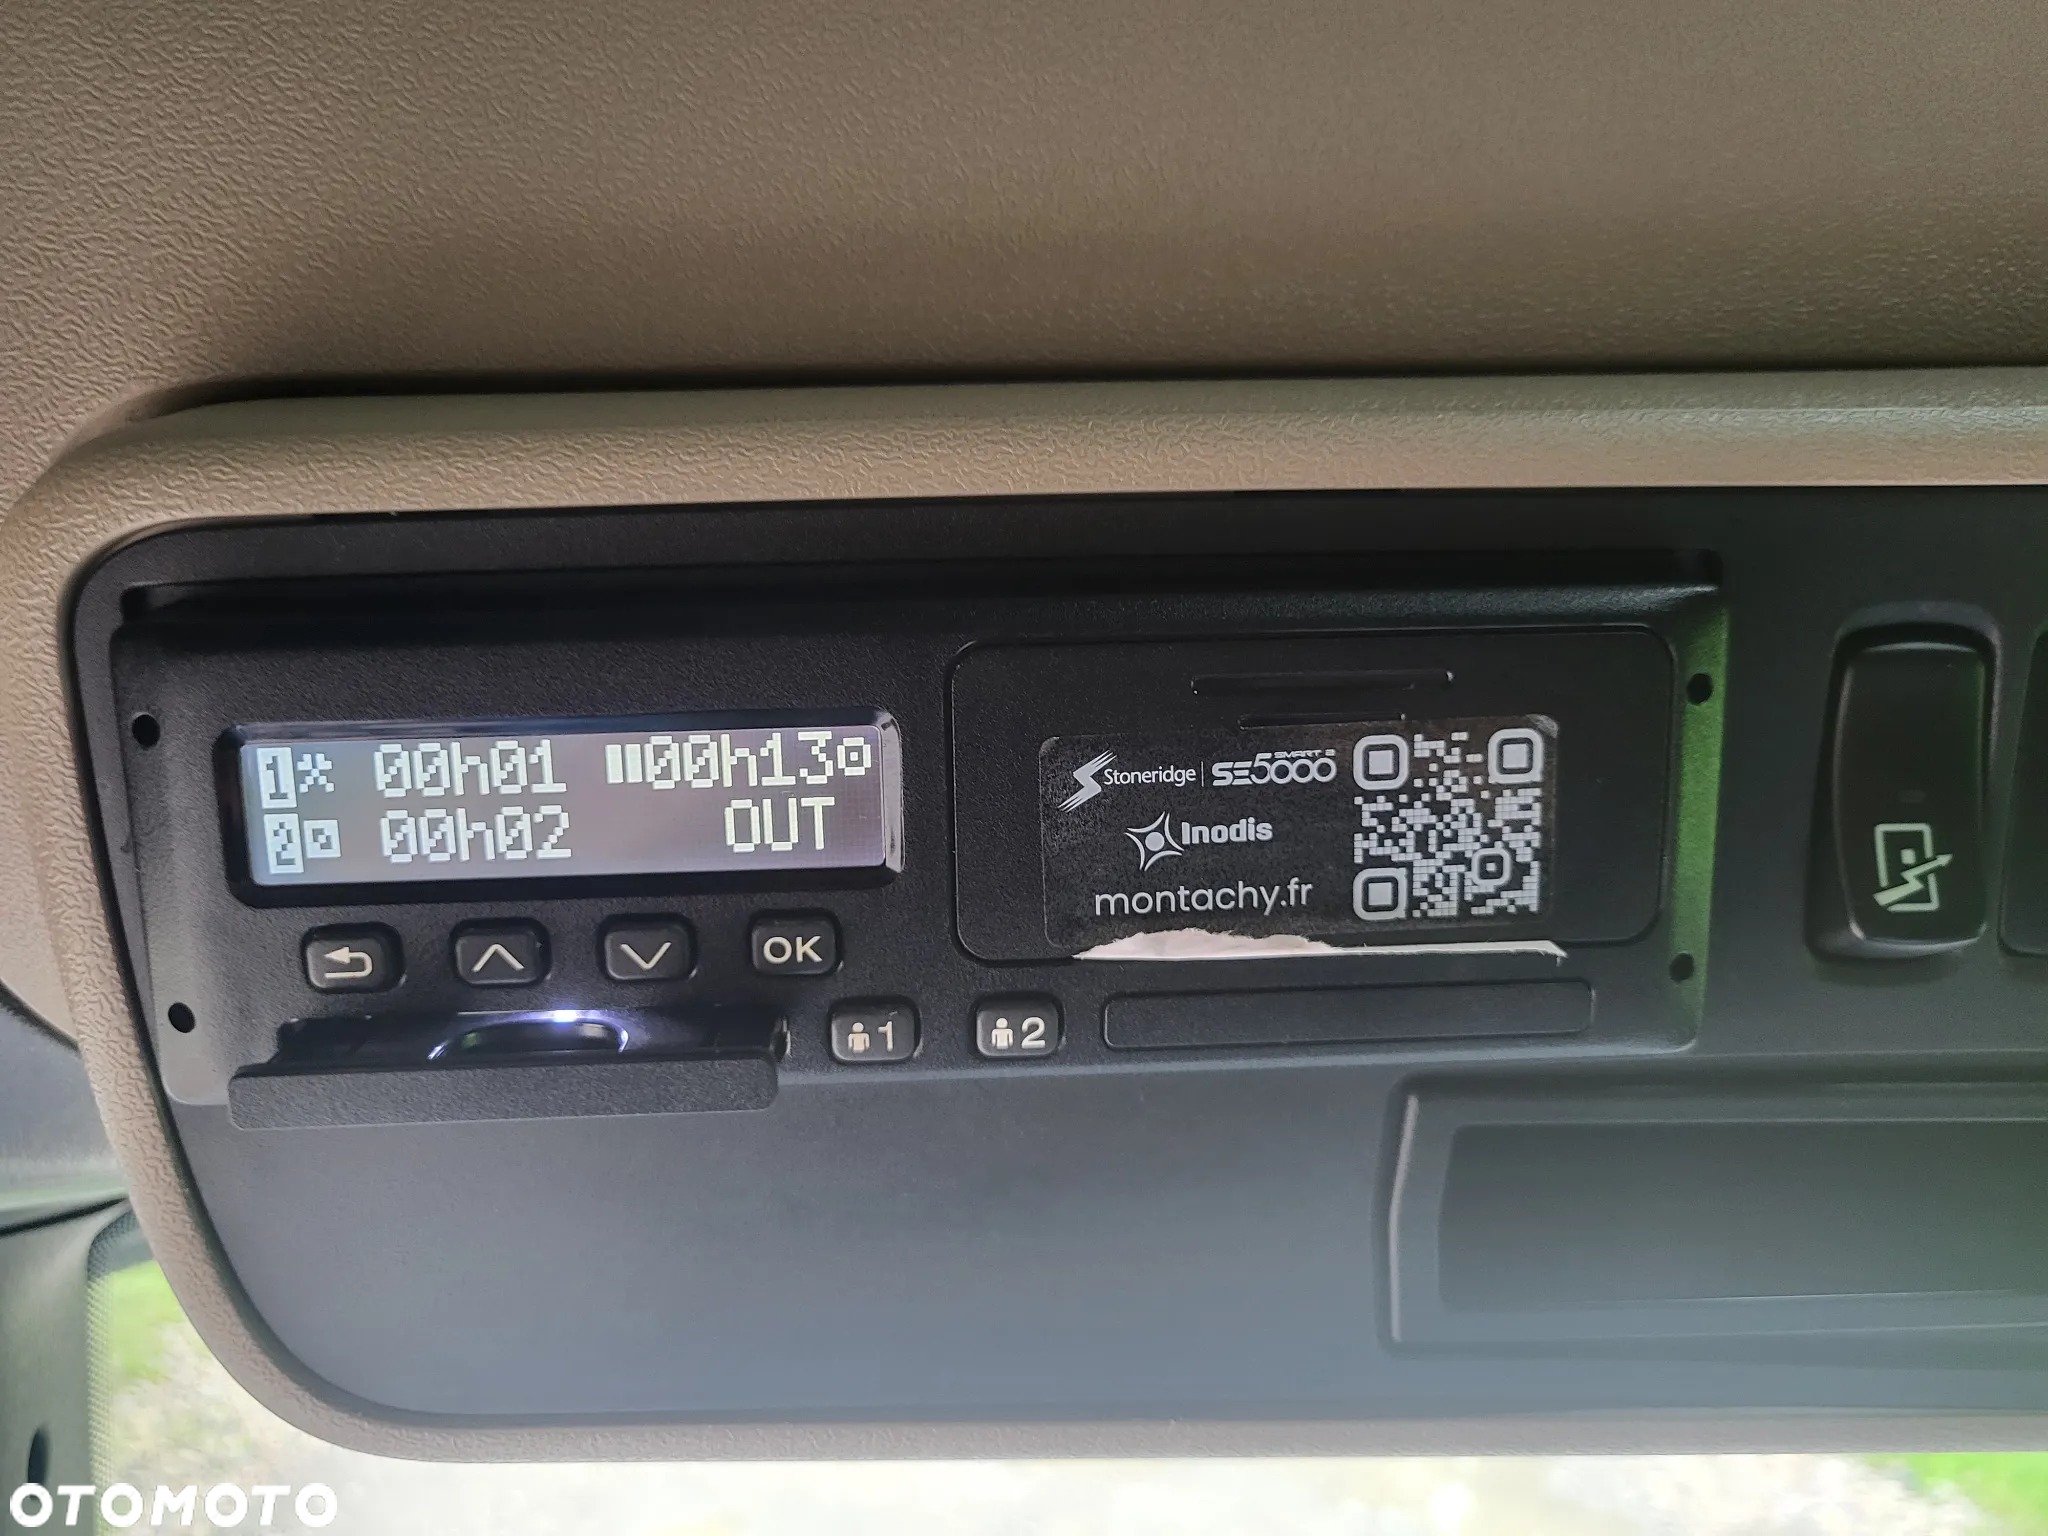 1 00h01 00h13
2 00h02 OUT
OK
1 2
Stoneridge | SE5000 SMART 2
Inodis
montachy.fr
OTOMOTO